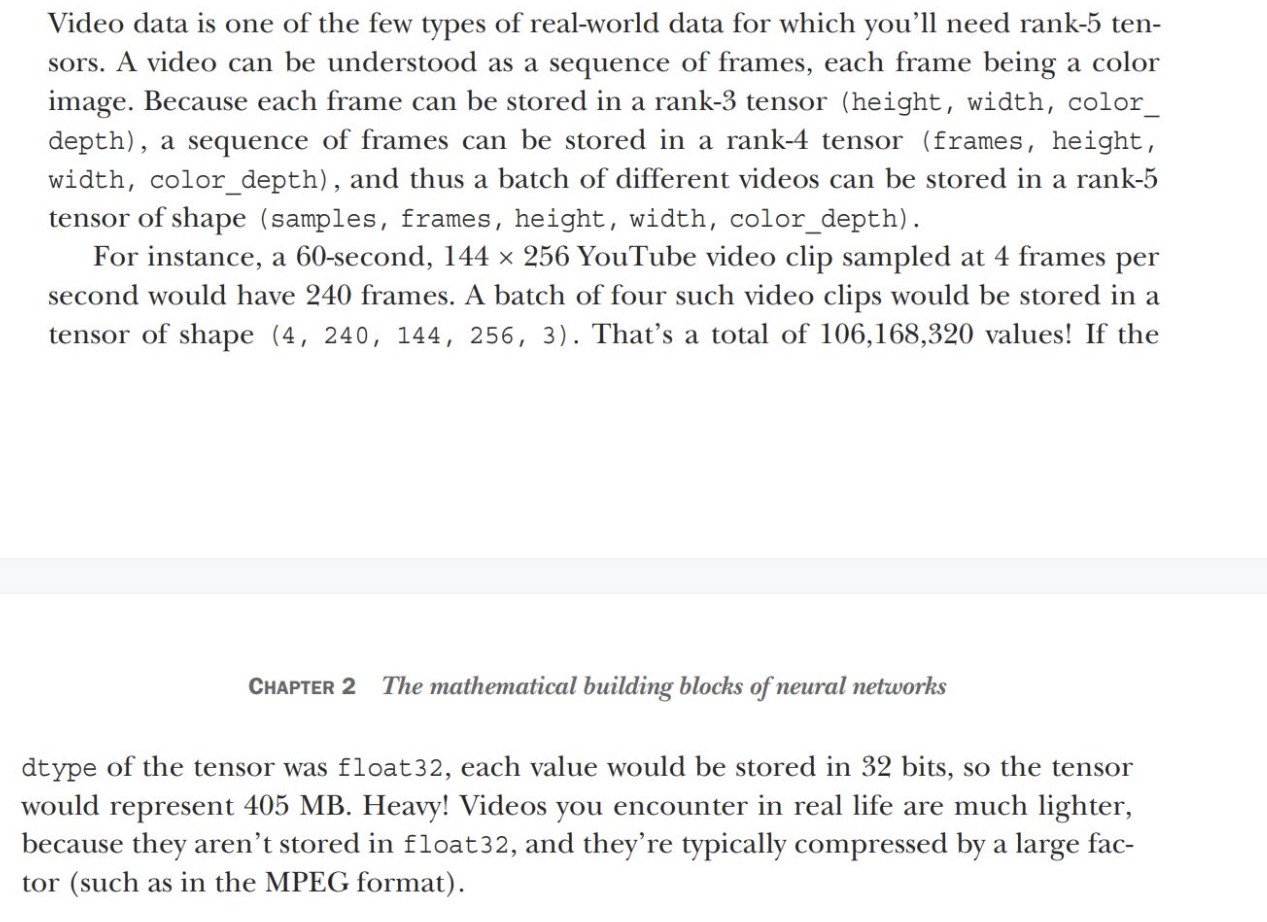 Video data is one of the few types of real-world data for which you’ll need rank-5 ten-
sors. A video can be understood as a sequence of frames, each frame being a color
image. Because each frame can be stored in a rank-3 tensor (height, width, color_
depth), a sequence of frames can be stored in a rank-4 tensor (frames, height,
width, color_depth), and thus a batch of different videos can be stored in a rank-5
tensor of shape (samples, frames, height, width, color_depth).
For instance, a 60-second, 144 × 256 YouTube video clip sampled at 4 frames per
second would have 240 frames. A batch of four such video clips would be stored in a
tensor of shape (4, 240, 144, 256, 3). That’s a total of 106,168,320 values! If the
CHAPTER 2 The mathematical building blocks of neural networks
dtype of the tensor was float32, each value would be stored in 32 bits, so the tensor
would represent 405 MB. Heavy! Videos you encounter in real life are much lighter,
because they aren’t stored in float32, and they’re typically compressed by a large fac-
tor (such as in the MPEG format).